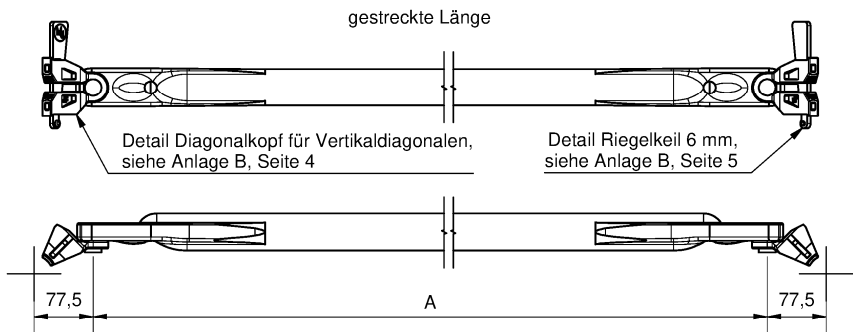 gestreckte Länge
Detail Diagonalkopf für Vertikaldiagonalen,
siehe Anlage B, Seite 4
Detail Riegelkeil 6 mm,
siehe Anlage B, Seite 5
77,5
A
77,5